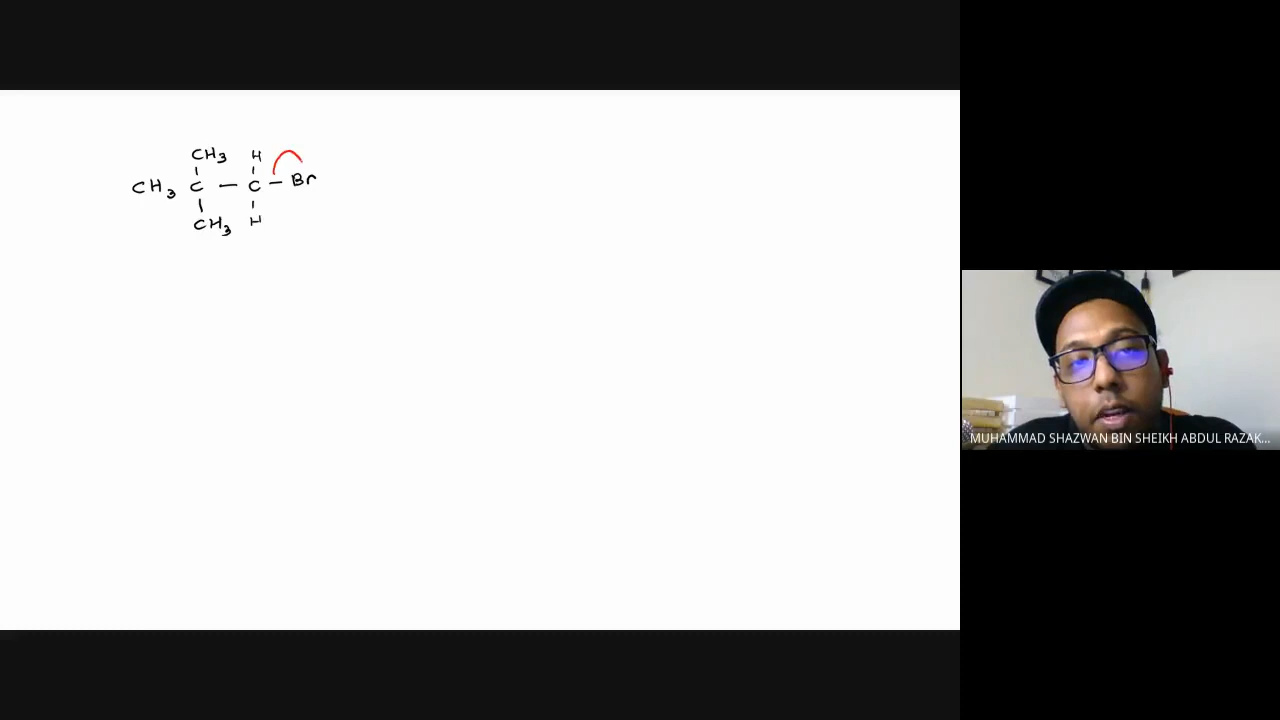 CH3 H
CH3 C — C — Br
CH3 H
MUHAMMAD SHAZWAN BIN SHEIKH ABDUL RAZAK...